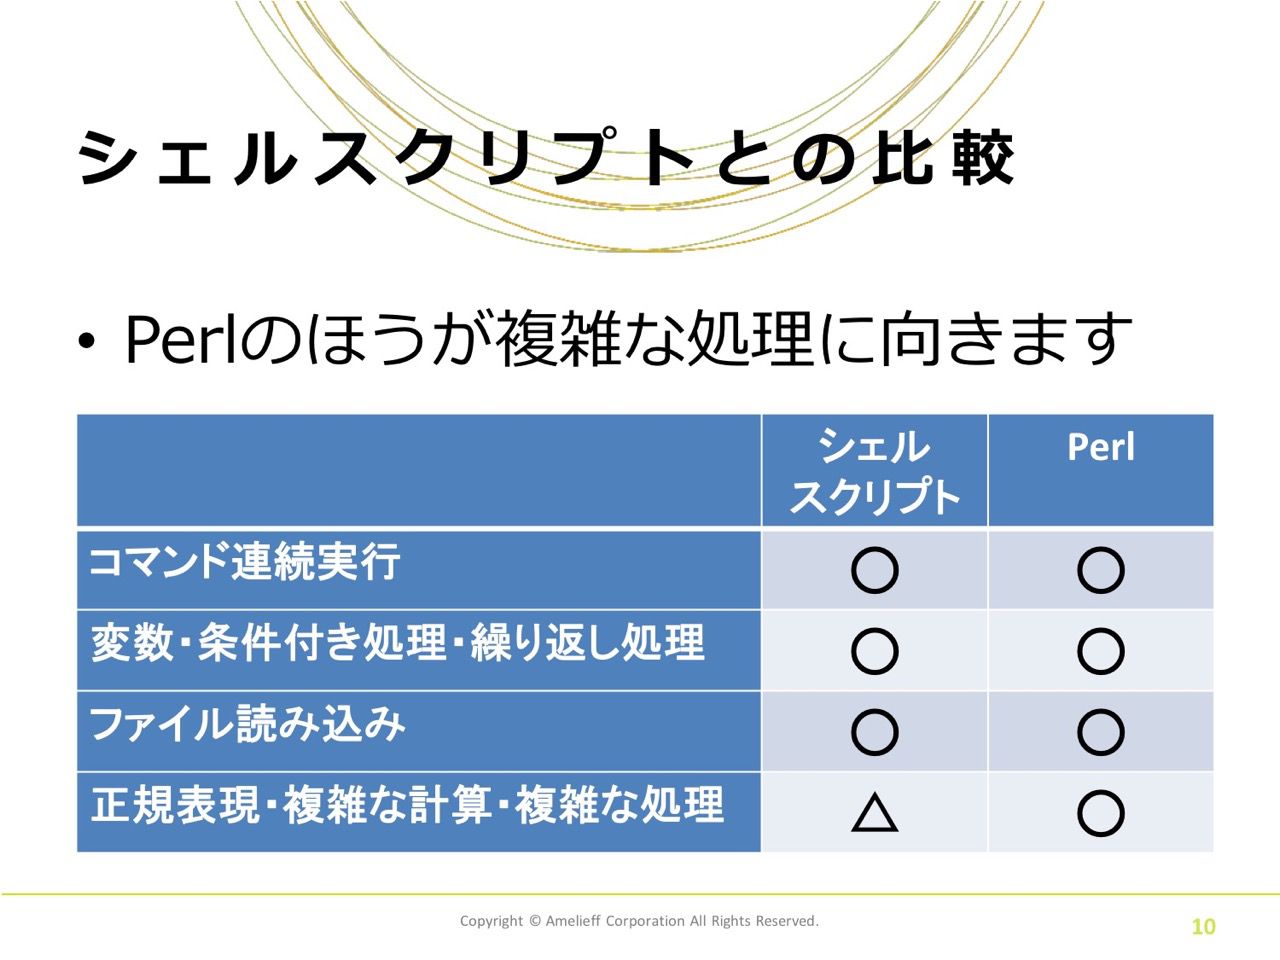 シェルスクリプトとの比較
• Perlのほうが複雑な処理に向きます
シェル
スクリプト
Perl
コマンド連続実行 ○ ○
変数・条件付き処理・繰り返し処理 ○ ○
ファイル読み込み ○ ○
正規表現・複雑な計算・複雑な処理 △ ○
Copyright © Amelieff Corporation All Rights Reserved.
10